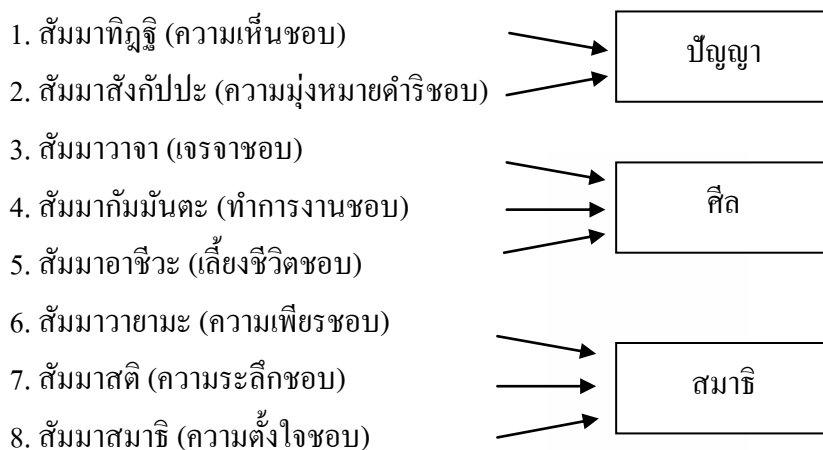 1. สัมมาทิฎฐิ (ความเห็นชอบ)
ปัญญา
2. สัมมาสังกัปปะ (ความมุ่งหมายดำริชอบ)
3. สัมมาวาจา (เจรจาชอบ)
4. สัมมากัมมันตะ (ทำการงานชอบ)
ศีล
5. สัมมาอาชีวะ (เลี้ยงชีวิตชอบ)
6. สัมมาวายามะ (ความเพียรชอบ)
7. สัมมาสติ (ความระลึกชอบ)
สมาธิ
8. สัมมาสมาธิ (ความตั้งใจชอบ)